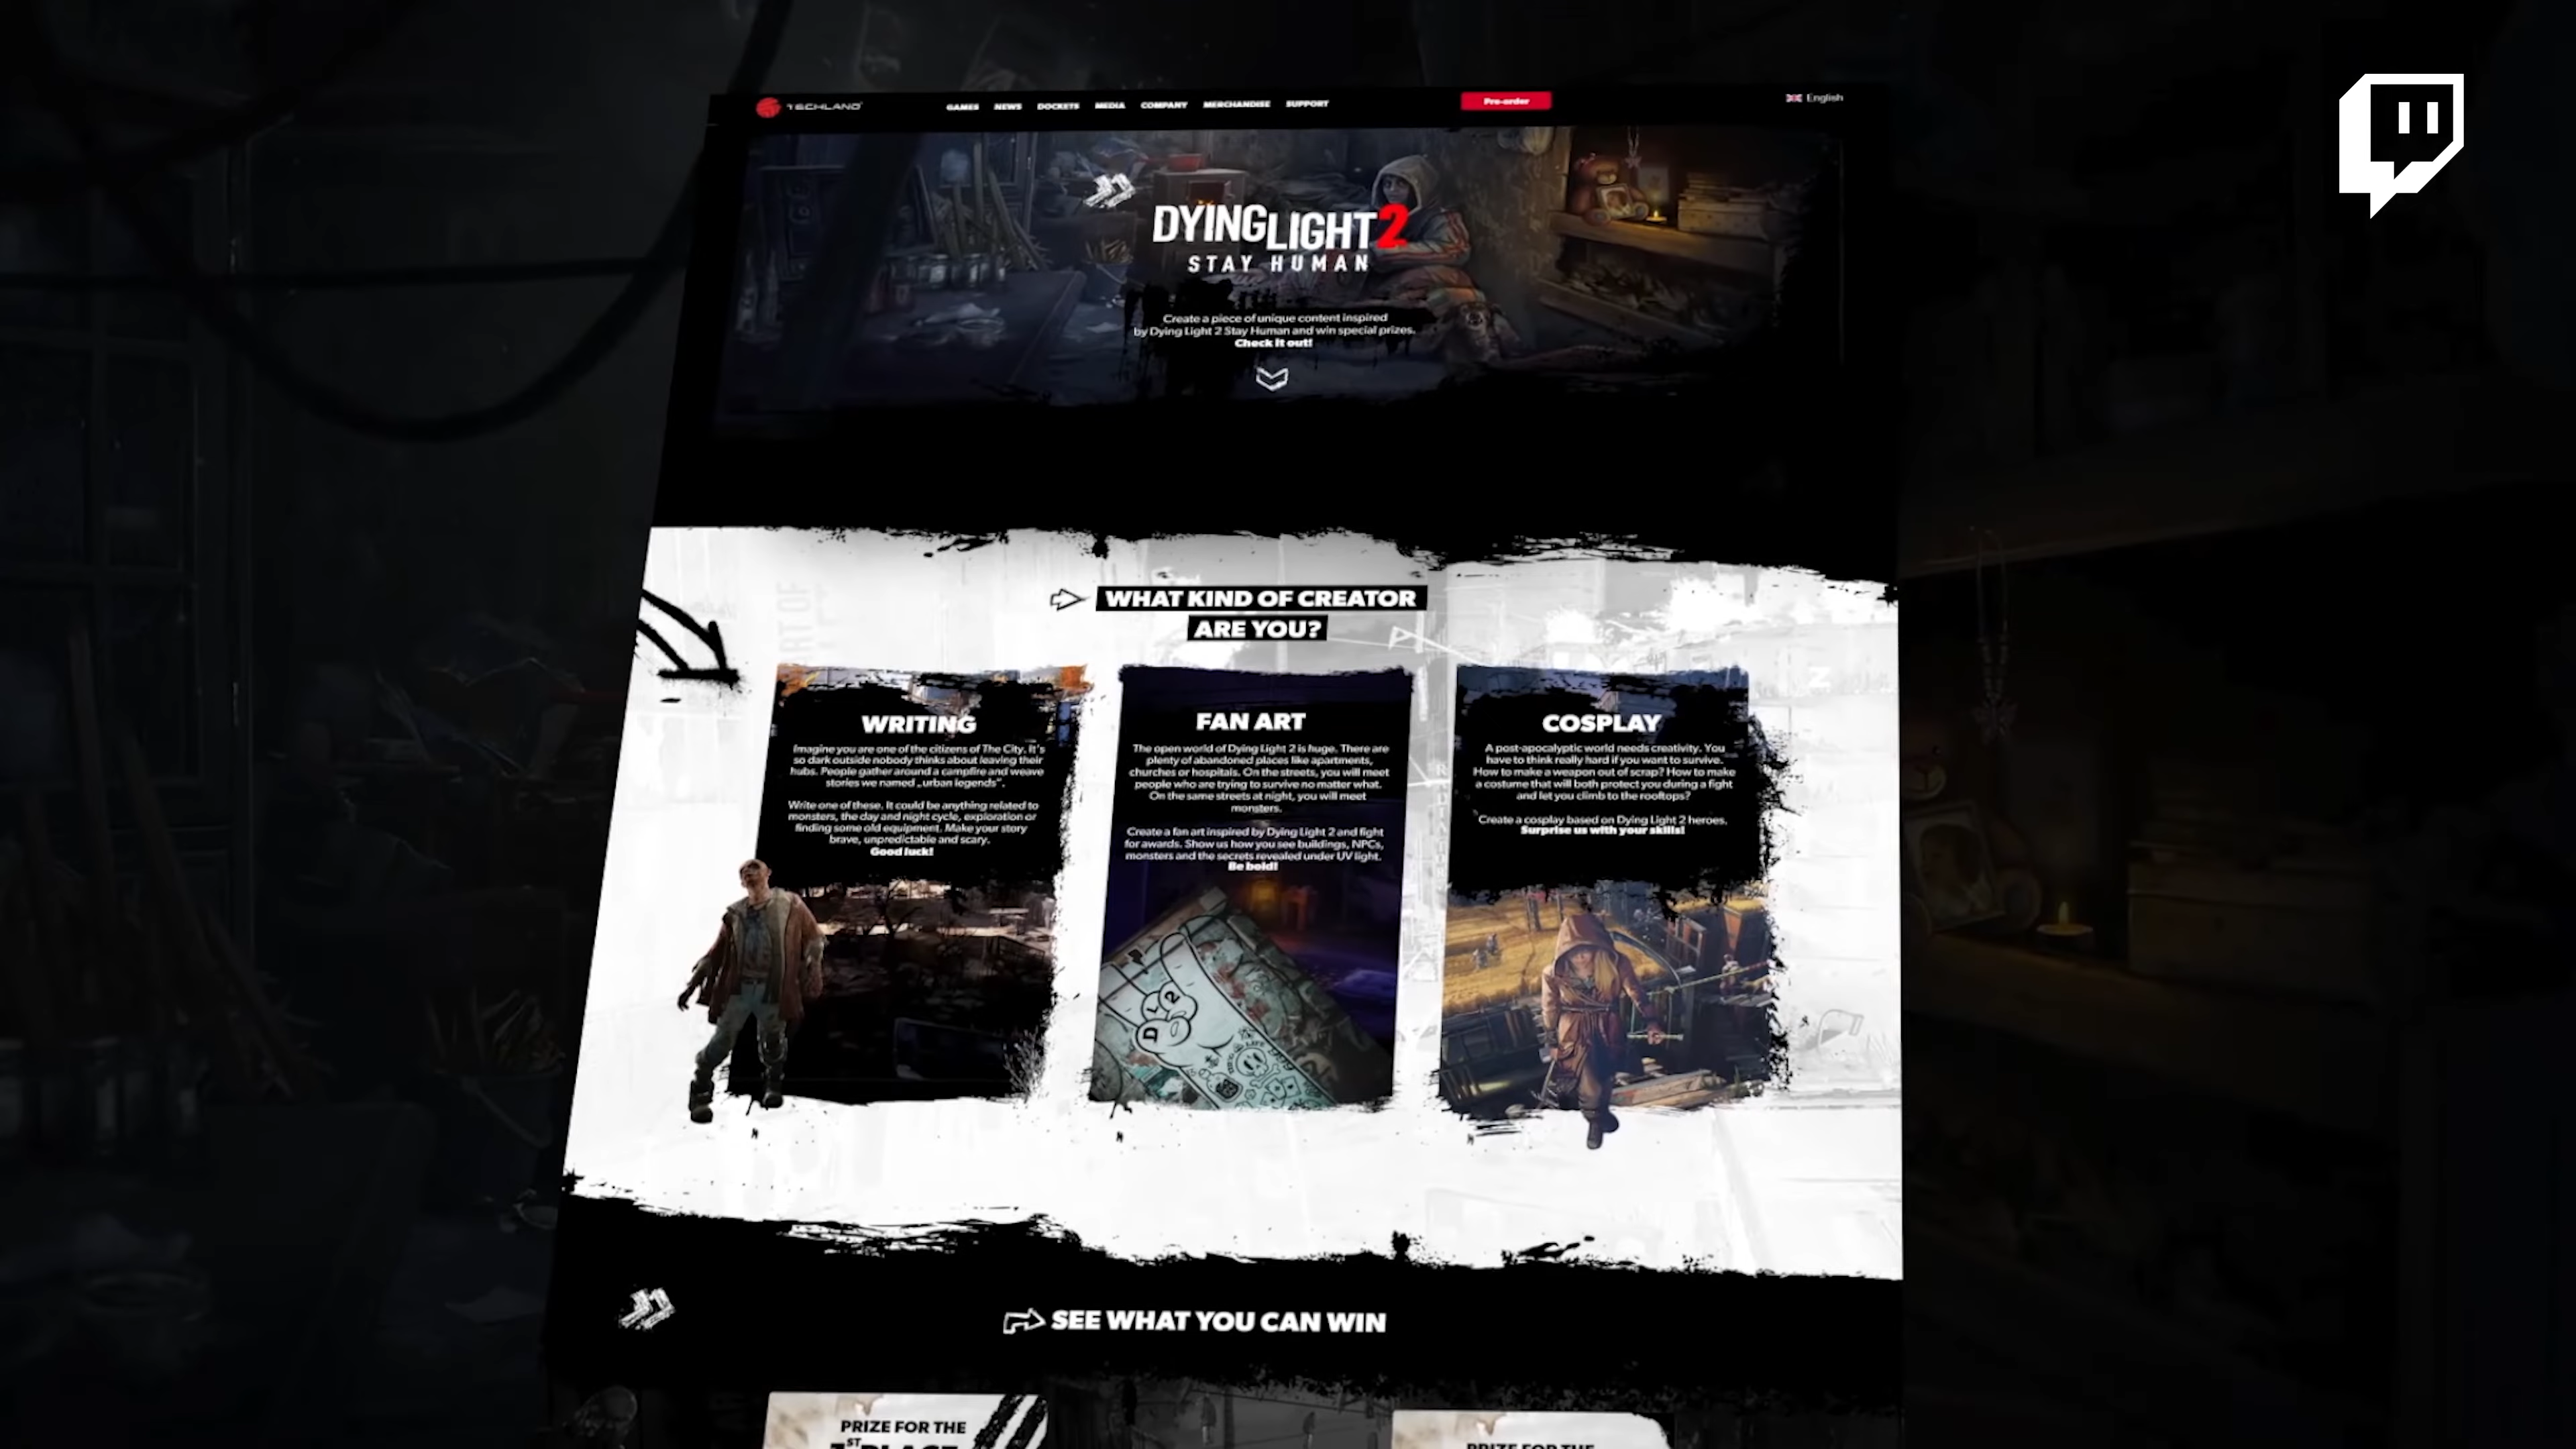 TECHLAND
GAMES NEWS DOCKETS MEDIA COMPANY MERCHANDISE SUPPORT
Pre-order
English
DYING LIGHT 2
STAY HUMAN
Create a piece of unique content inspired
by Dying Light 2 Stay Human and win special prizes.
Check it out!
WHAT KIND OF CREATOR
ARE YOU?
WRITING
Imagine you are one of the citizens of The City. It's
so dark outside nobody thinks about leaving their
hubs. People gather around a campfire and weave
stories we named „urban legends".
Write one of these. It could be anything related to
monsters, the day and night cycle, exploration or
finding some old equipment. Make your story
brave, unpredictable and scary.
Good luck!
FAN ART
The open world of Dying Light 2 is huge. There are
plenty of abandoned places like apartments,
churches or hospitals. On the streets, you will meet
people who are trying to survive no matter what.
On the same streets at night, you will meet
monsters.
Create a fan art inspired by Dying Light 2 and fight
for awards. Show us how you see buildings, NPCs,
monsters and the secrets revealed under UV light.
Be bold!
DL2
COSPLAY
A post-apocalyptic world needs creativity. You
have to think really hard if you want to survive.
How to make a weapon out of scrap? How to make
a costume that will both protect you during a fight
and let you climb to the rooftops?
Create a cosplay based on Dying Light 2 heroes.
Surprise us with your skills!
SEE WHAT YOU CAN WIN
PRIZE FOR THE
1ST PLACE
PRIZE FOR THE